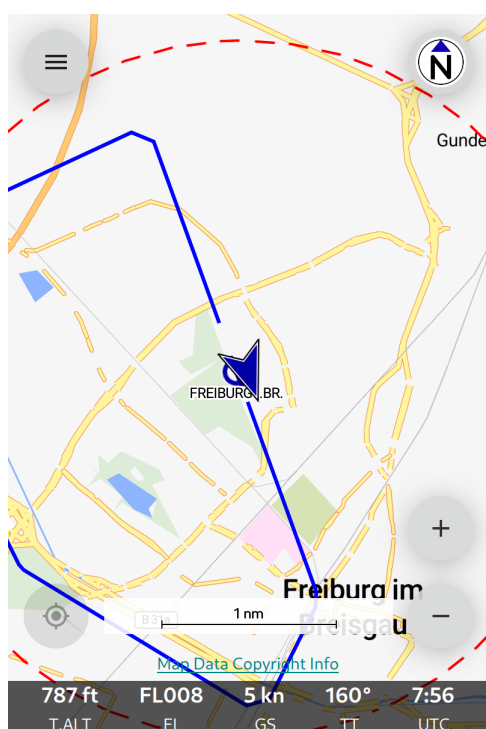 N
Gunde
FREIBURG I.BR.
Freiburg im
Breisgau
B 31a
1 nm
Map Data Copyright Info
787 ft FL008 5 kn 160° 7:56
T.ALT FL GS TT UTC